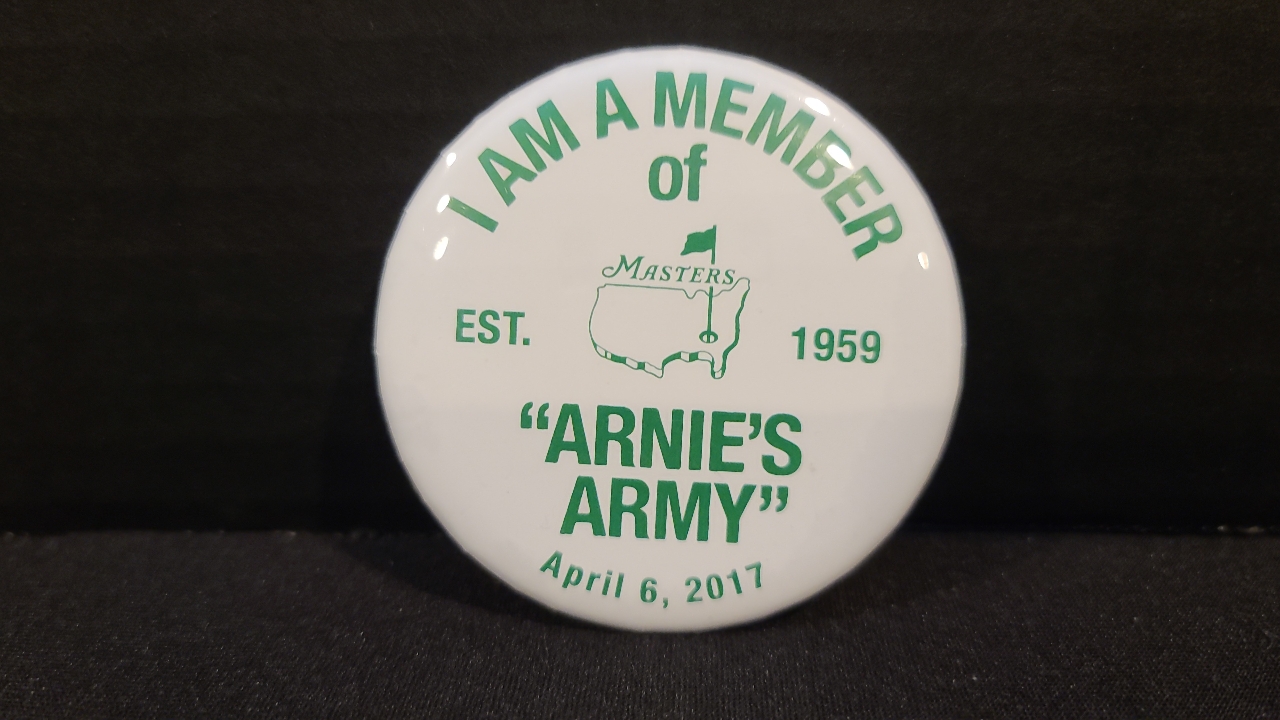 I AM A MEMBER
of
MASTERS
EST. 1959
“ARNIE’S
ARMY”
April 6, 2017